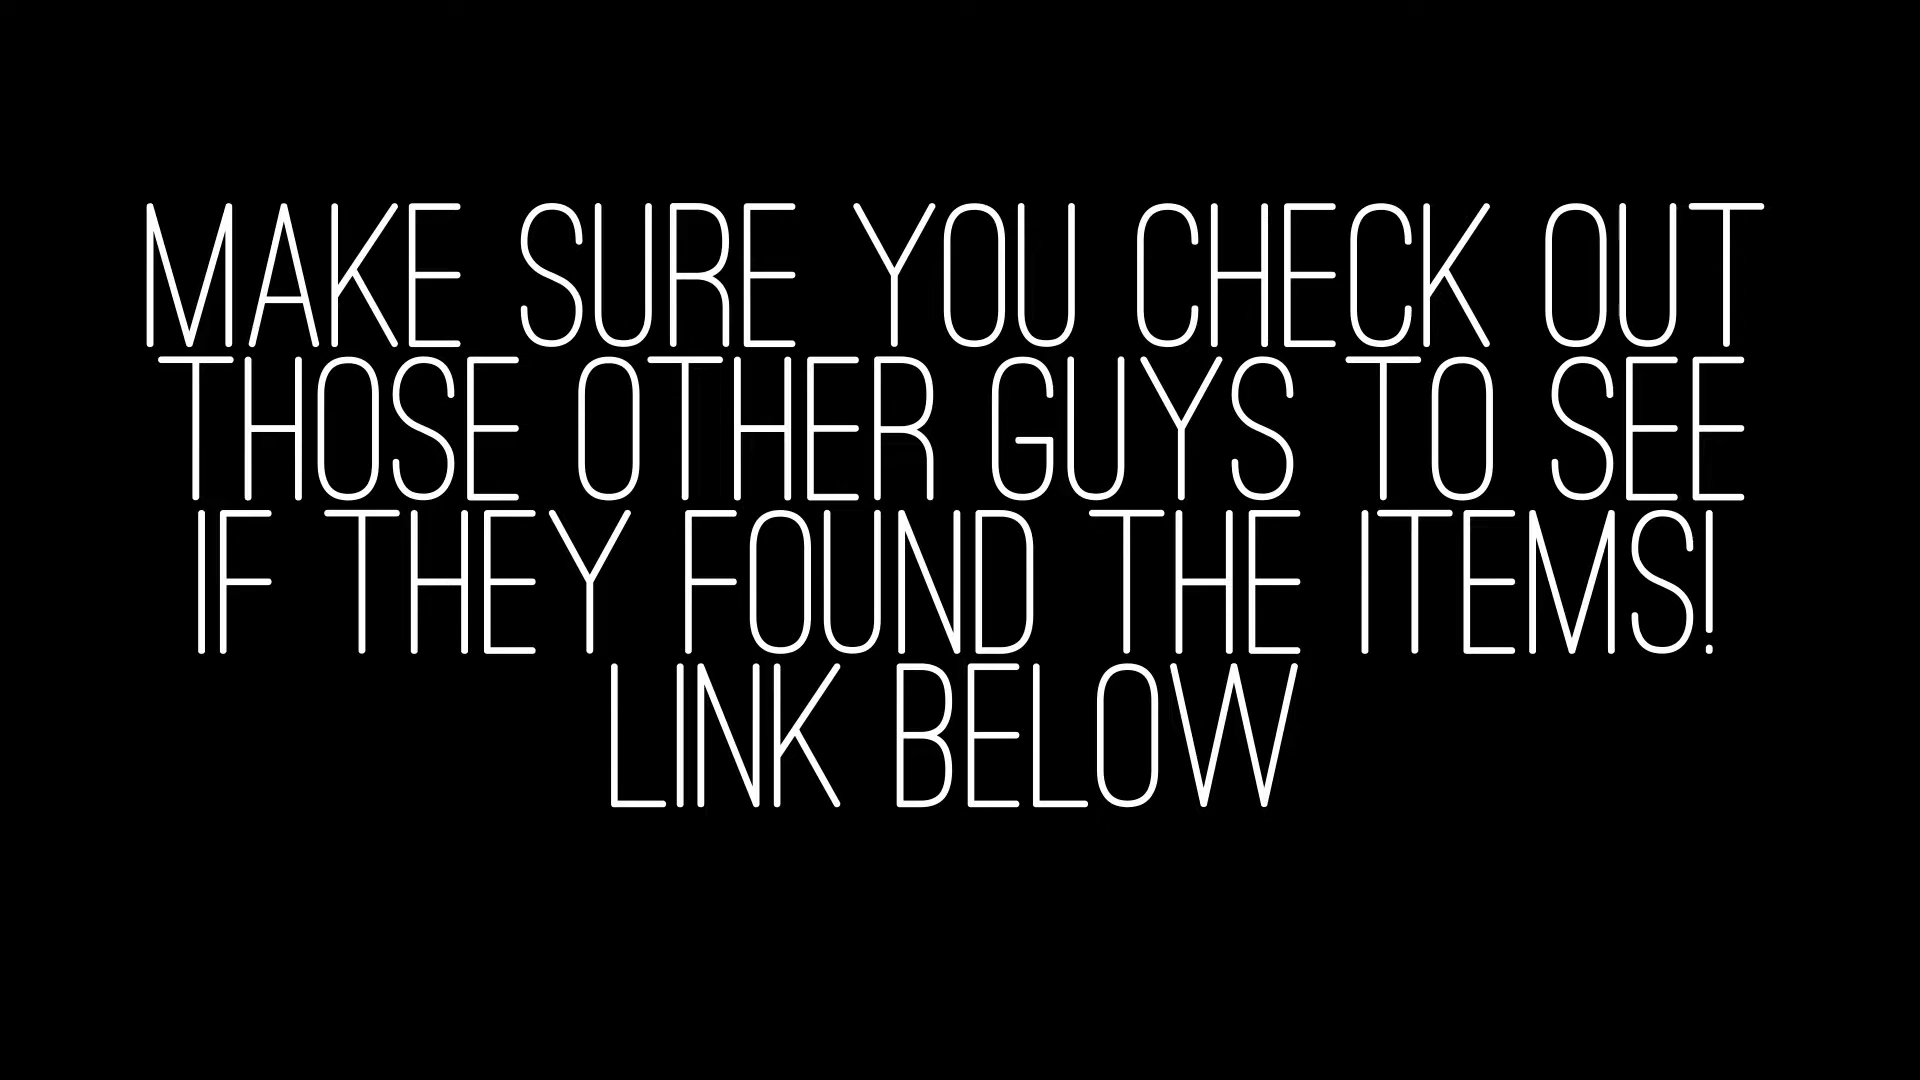 MAKE SURE YOU CHECK OUT
THOSE OTHER GUYS TO SEE
IF THEY FOUND THE ITEMS!
LINK BELOW